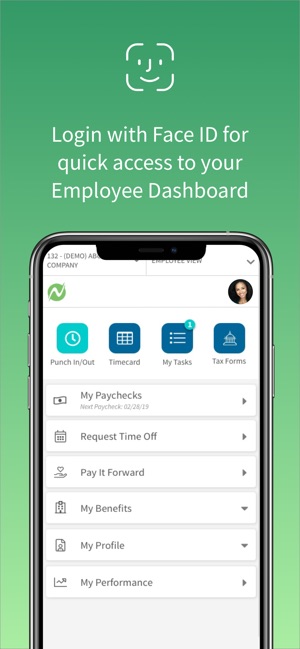 Login with Face ID for
quick access to your
Employee Dashboard
132 - (DEMO)
COMPANY
EMPLOYEE VIEW
Punch In/Out
Timecard
1
My Tasks
Tax Forms
My Paychecks
Next Paycheck: 02/28/19
Request Time Off
Pay It Forward
My Benefits
My Profile
My Performance